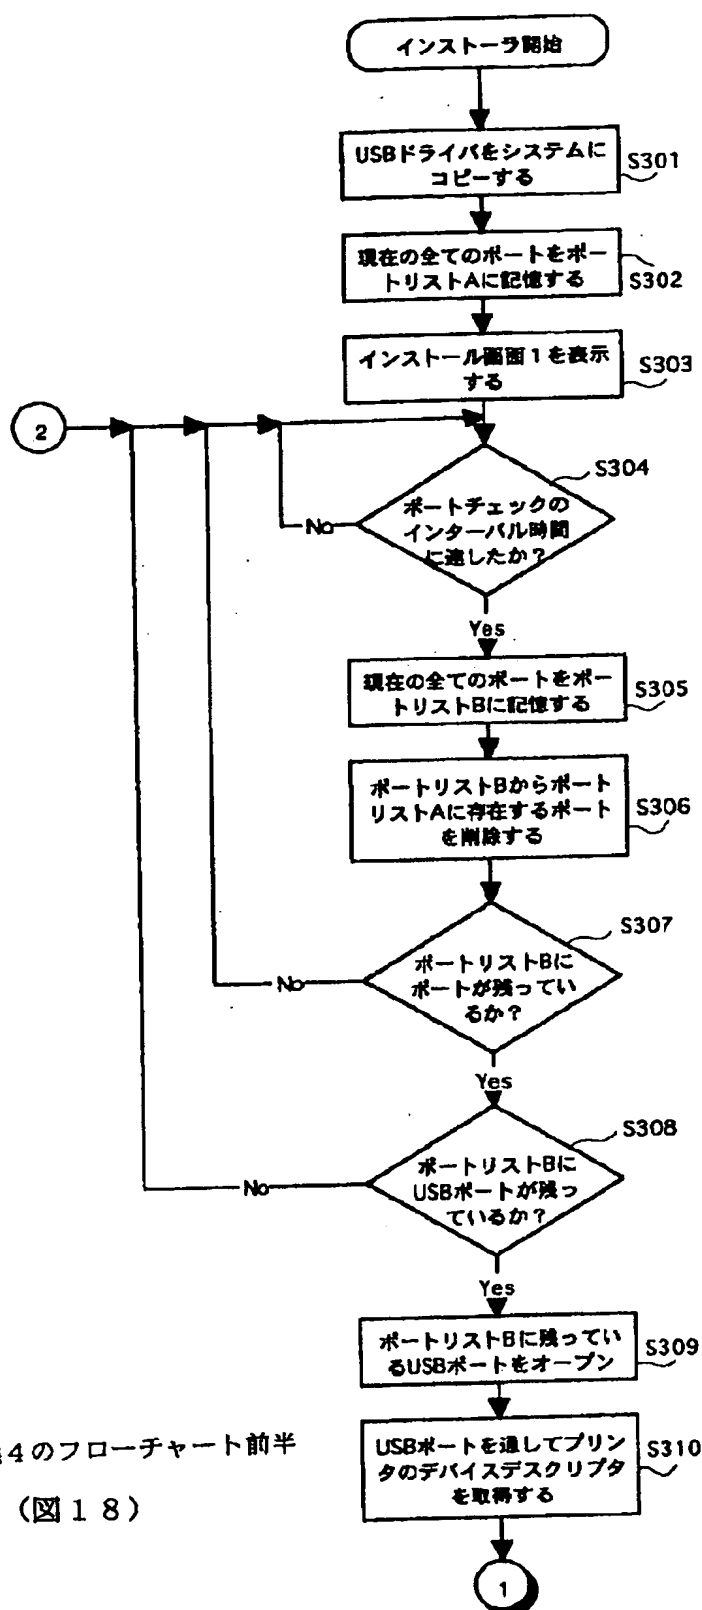 インストーラ開始
USBドライバをシステムに
コピーする
S301
現在の全てのポートをポー
トリストAに記憶する
S302
インストール画面１を表示
する
S303
2
S304
ポートチェックの
インターバル時間
に達したか？
No
Yes
現在の全てのポートをポー
トリストBに記憶する
S305
ポートリストBからポート
リストAに存在するポート
を削除する
S306
S307
ポートリストBに
ポートが残ってい
るか？
No
Yes
S308
ポートリストBに
USBポートが残っ
ているか？
No
Yes
ポートリストBに残ってい
るUSBポートをオープン
S309
USBポートを通してプリン
タのデバイスデスクリプタ
を取得する
S310
４のフローチャート前半
（図１８）
1